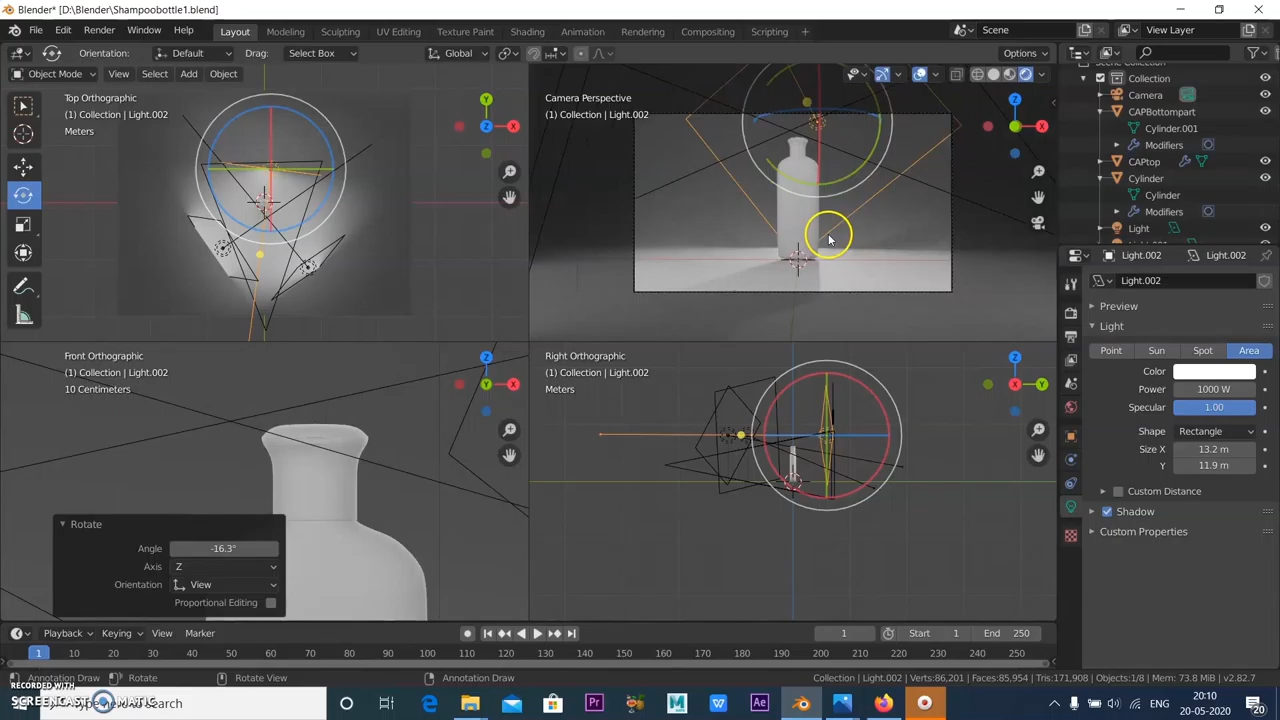 Blender* [D:\Blender\Shampoobottle1.blend]
File Edit Render Window Help Layout Modeling Sculpting UV Editing Texture Paint Shading Animation Rendering Compositing Scripting + Scene View Layer
Orientation: Default Drag: Select Box Global Options
Object Mode View Select Add Object
Top Orthographic
(1) Collection | Light.002
Meters
Camera Perspective
(1) Collection | Light.002
Front Orthographic
(1) Collection | Light.002
10 Centimeters
Right Orthographic
(1) Collection | Light.002
Meters
Rotate
Angle -16.3°
Axis Z
Orientation View
Proportional Editing
Collection
Camera
CAPBottompart
Cylinder.001
Modifiers
CAPtop
Cylinder
Cylinder
Modifiers
Light
Light.002 Light.002
Light.002
Preview
Light
Point Sun Spot Area
Color
Power 1000 W
Specular 1.00
Shape Rectangle
Size X 13.2 m
Y 11.9 m
Custom Distance
Shadow
Custom Properties
Playback Keying View Marker 1 Start 1 End 250
1 10 20 30 40 50 60 70 80 90 100 110 120 130 140 150 160 170 180 190 200 210 220 230 240 250
Annotation Draw Rotate Rotate View Annotation Draw Collection | Light.002 | Verts:86,021 | Faces:85,954 | Tris:171,908 | Objects:1/8 | Mem: 73.8 MiB | v2.82.7
RECORDED WITH
SCREENCAST MATIC
search
ENG
20:10
20-05-2020
20